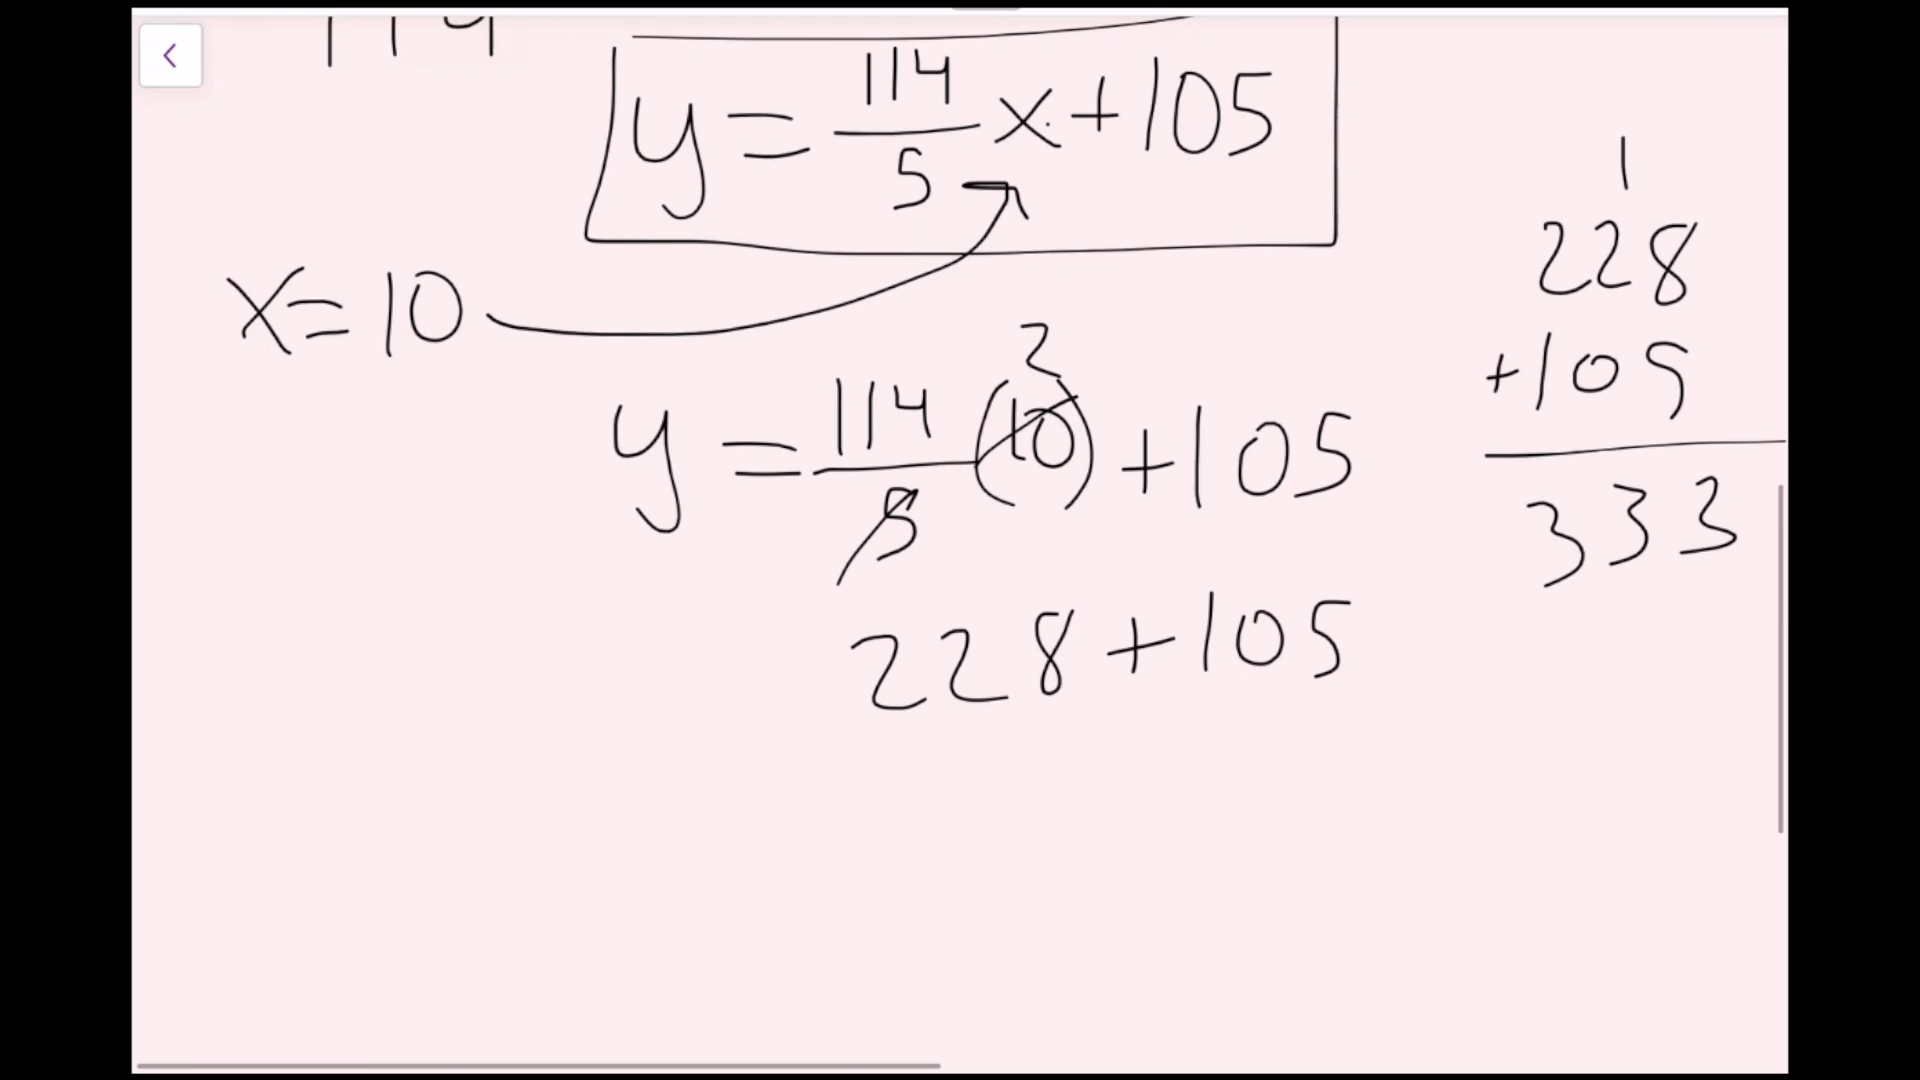 y = 114/5 x + 105
x = 10
y = 114/5 (10) + 105
2
228 + 105
1
228
+105
333